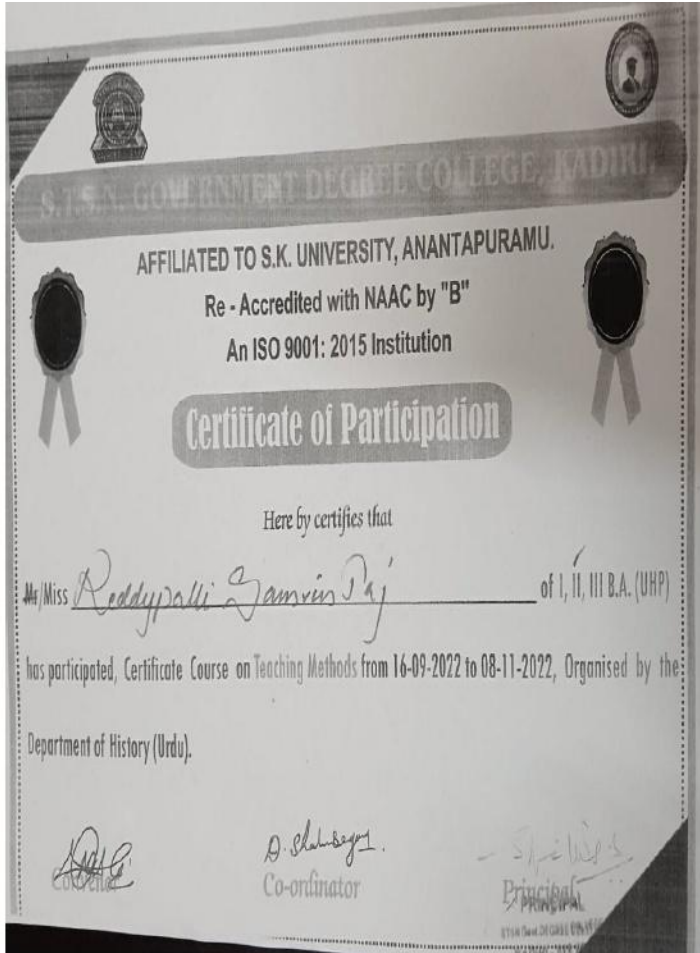 S.T.S.N. GOVERNMENT DEGREE COLLEGE, KADIRI.
AFFILIATED TO S.K. UNIVERSITY, ANANTAPURAMU.
Re - Accredited with NAAC by "B"
An ISO 9001: 2015 Institution
Certificate of Participation
Here by certifies that
Mr/Miss Reddypalli Samrin Taj of I, II, III B.A. (UHP)
has participated, Certificate Course on Teaching Methods from 16-09-2022 to 08-11-2022, Organised by the
Department of History (Urdu).
Convener
Co-ordinator
Principal
PRINCIPAL